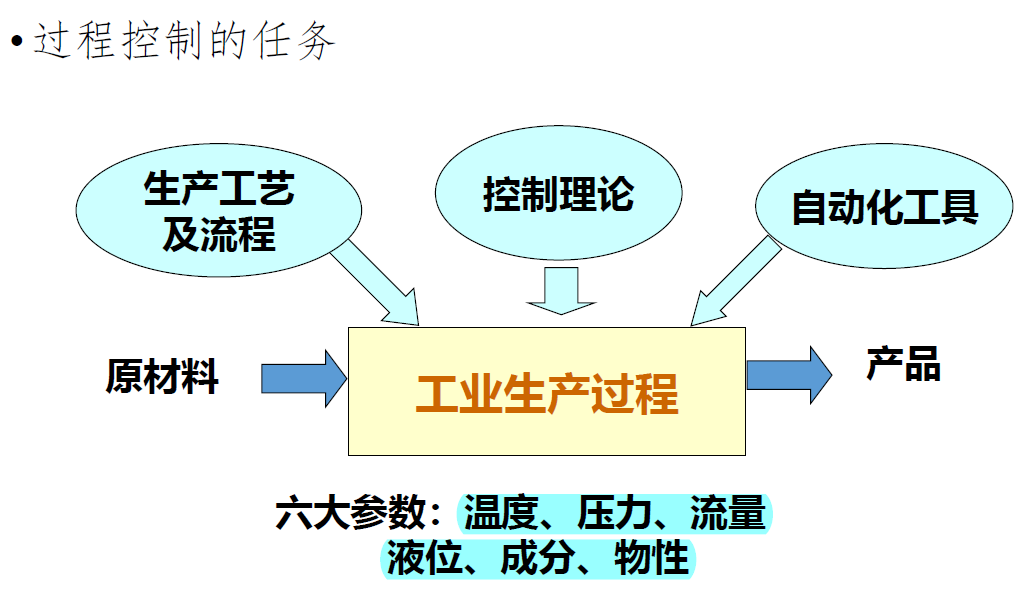 •过程控制的任务
生产工艺
及流程
控制理论
自动化工具
原材料
工业生产过程
产品
六大参数：温度、压力、流量
液位、成分、物性